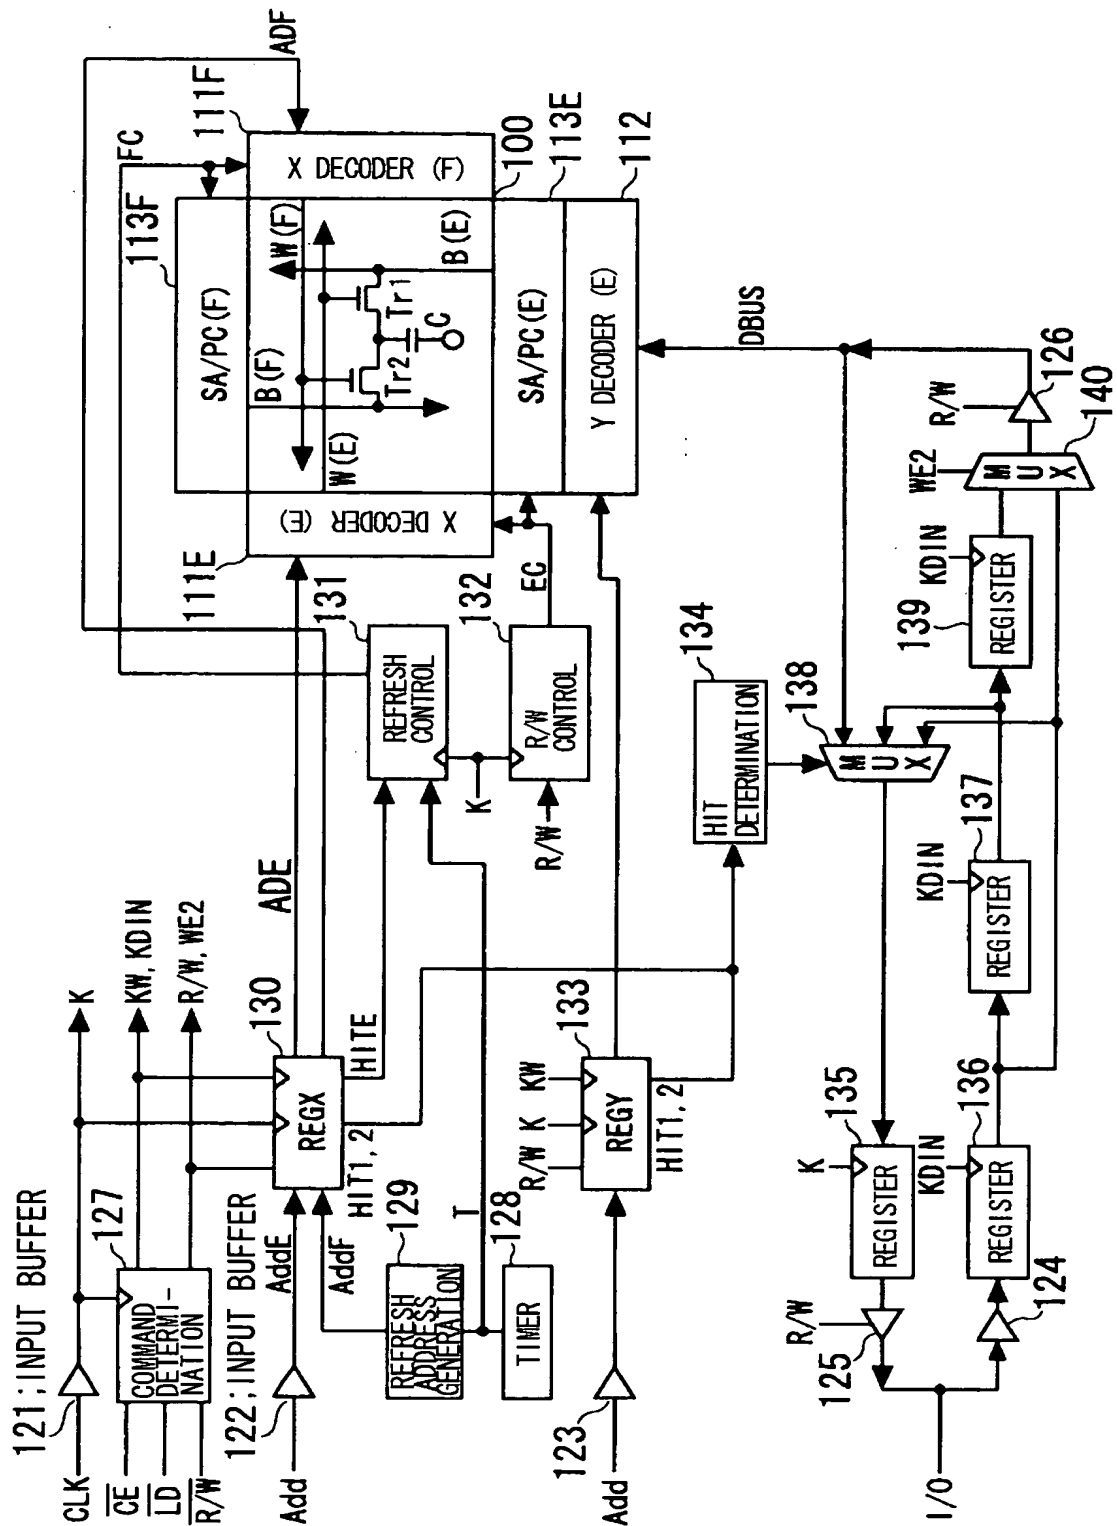 121 ; INPUT BUFFER
CLK
K
CE
LD
R/W
COMMAND
DETERMI-
NATION
127
KW, KDIN
R/W, WE2
122 ; INPUT BUFFER
Add
AddE
AddF
REGX
130
HIT1, 2
HITE
ADE
129
REFRESH
ADDRESS
GENERATION
T
128
TIMER
123
Add
R/W
K
KW
REGY
133
HIT1, 2
131
REFRESH
CONTROL
K
132
R/W
CONTROL
R/W
EC
FC
ADF
111E
X DECODER (E)
111F
X DECODER (F)
113F
SA/PC(F)
B(F)
W(F)
W(E)
B(E)
Tr1
Tr2
C
100
SA/PC(E)
113E
Y DECODER (E)
112
134
HIT
DETERMINATION
138
MUX
DBUS
I/O
R/W
125
124
K
135
REGISTER
KDIN
136
REGISTER
KDIN
137
REGISTER
KDIN
139
REGISTER
WE2
MUX
140
R/W
126